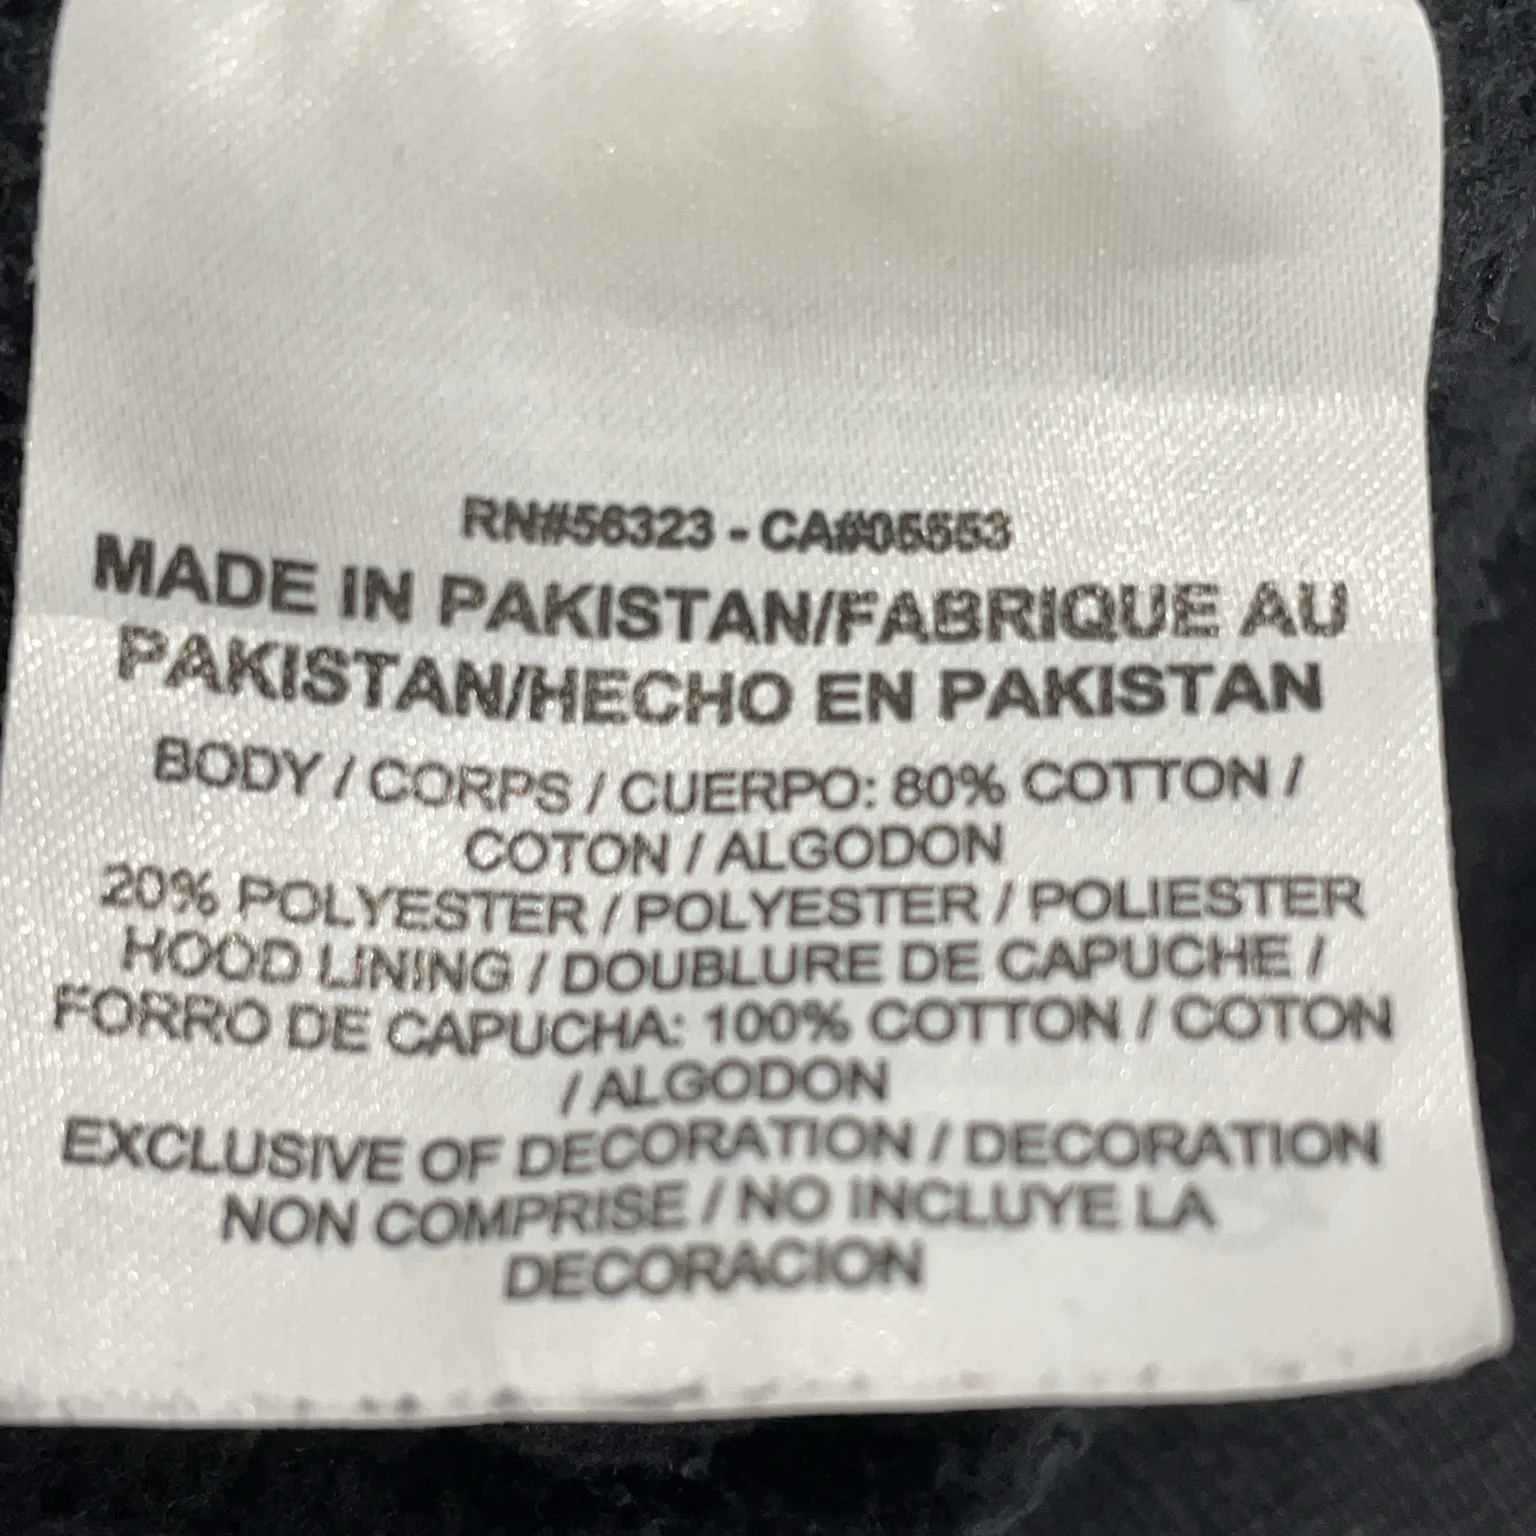 RN#56323 - CA#05553
MADE IN PAKISTAN/FABRIQUE AU
PAKISTAN/HECHO EN PAKISTAN
BODY / CORPS / CUERPO: 80% COTTON /
COTON / ALGODON
20% POLYESTER / POLYESTER / POLIESTER
HOOD LINING / DOUBLURE DE CAPUCHE /
FORRO DE CAPUCHA: 100% COTTON / COTON
/ ALGODON
EXCLUSIVE OF DECORATION / DECORATION
NON COMPRISE / NO INCLUYE LA
DECORACION